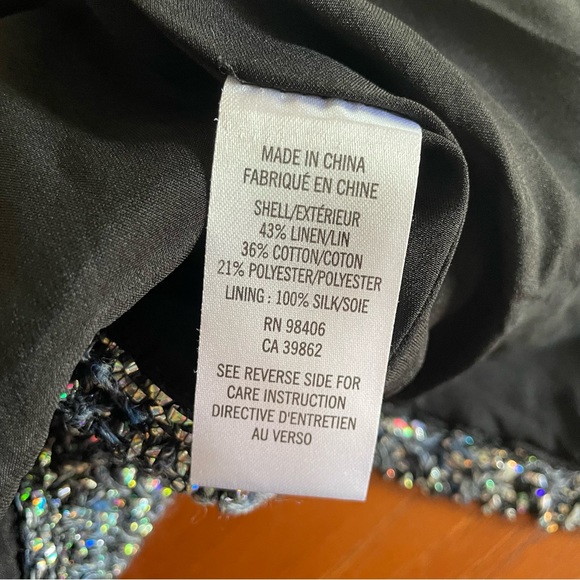 MADE IN CHINA
FABRIQUÉ EN CHINE
SHELL/EXTÉRIEUR
43% LINEN/LIN
36% COTTON/COTON
21% POLYESTER/POLYESTER
LINING : 100% SILK/SOIE
RN 98406
CA 39862
SEE REVERSE SIDE FOR
CARE INSTRUCTION
DIRECTIVE D'ENTRETIEN
AU VERSO